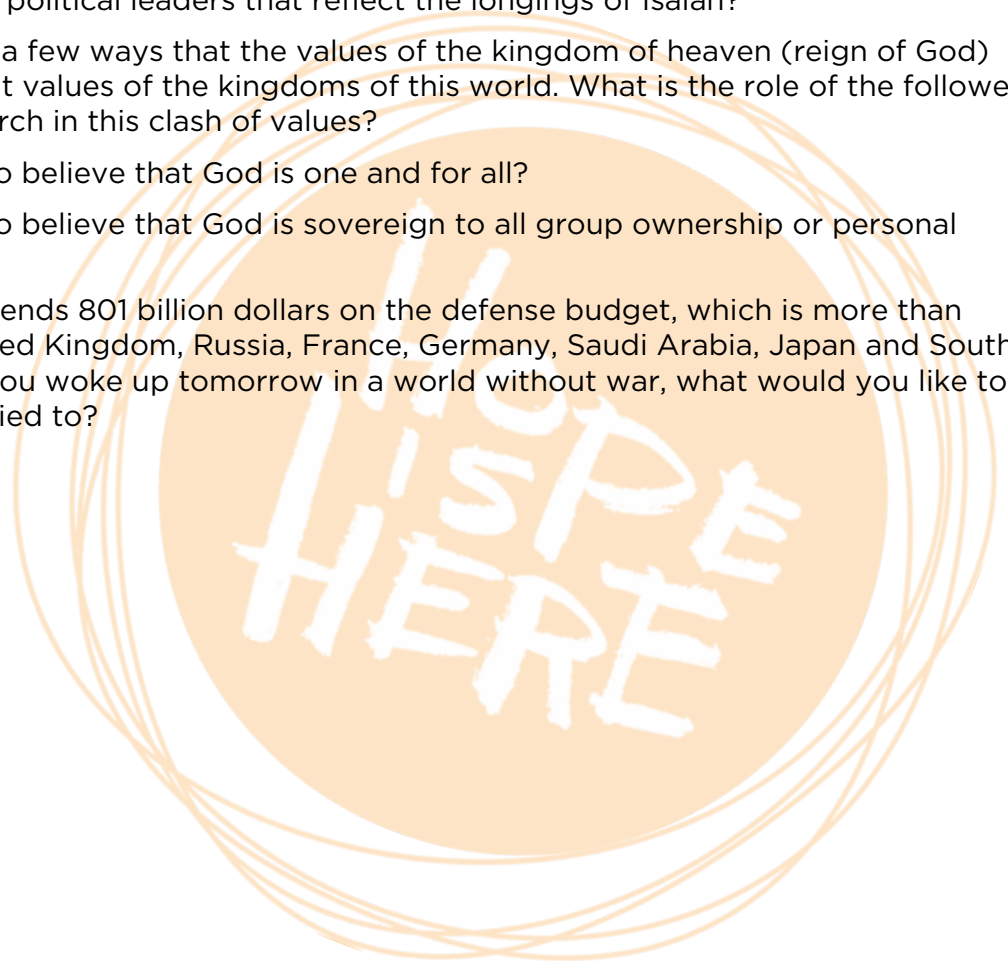 political leaders that reflect the longings of Isaiah?
a few ways that the values of the kingdom of heaven (reign of God)
t values of the kingdoms of this world. What is the role of the followe
rch in this clash of values?
o believe that God is one and for all?
o believe that God is sovereign to all group ownership or personal
ends 801 billion dollars on the defense budget, which is more than
ed Kingdom, Russia, France, Germany, Saudi Arabia, Japan and South
ou woke up tomorrow in a world without war, what would you like to
ied to?
HOPE
IS
HERE